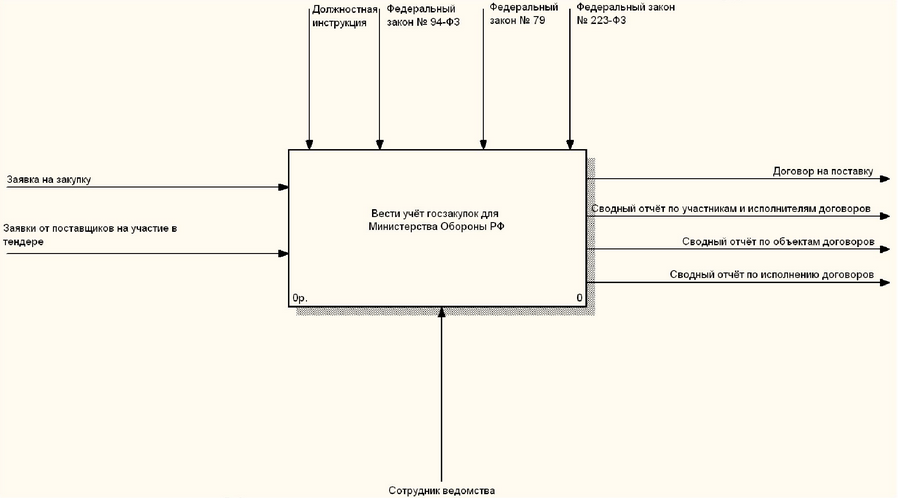 Должностная
инструкция
Федеральный
закон № 94-ФЗ
Федеральный
закон № 79
Федеральный закон
№ 223-ФЗ
Заявка на закупку
Заявки от поставщиков на участие в
тендере
Вести учёт госзакупок для
Министерства Обороны РФ
0р.
0
Договор на поставку
Сводный отчёт по участникам и исполнителям договоров
Сводный отчёт по объектам договоров
Сводный отчёт по исполнению договоров
Сотрудник ведомства